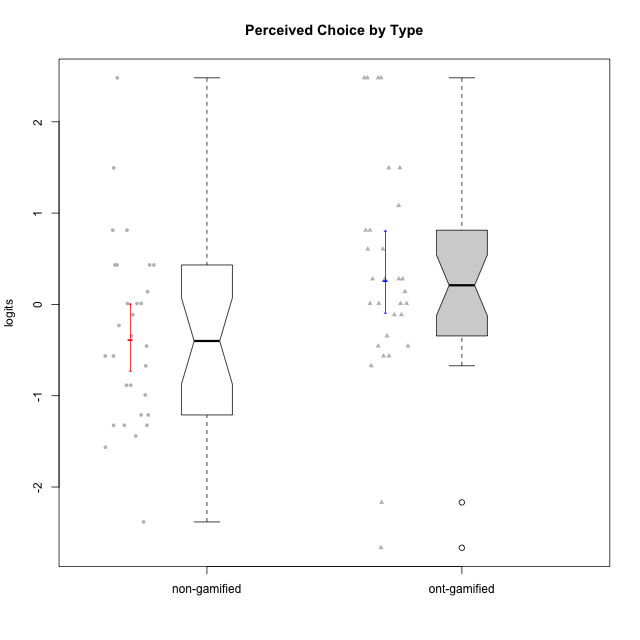 Perceived Choice by Type
logits
2
1
0
-1
-2
non-gamified
ont-gamified